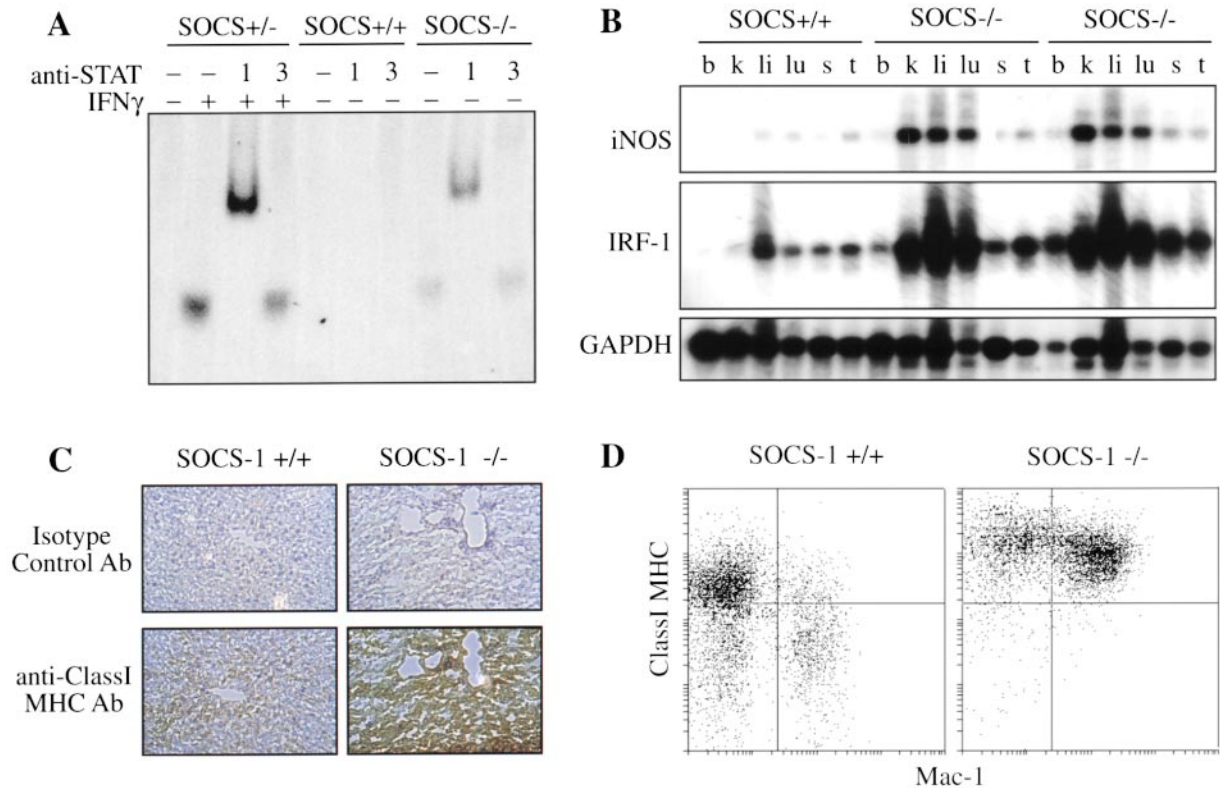 A
SOCS+/- SOCS+/+ SOCS-/-
anti-STAT – – 1 3 – 1 3 – 1 3
IFNγ – + + + – – – – – –
B
SOCS+/+ SOCS-/- SOCS-/-
b k li lu s t b k li lu s t b k li lu s t
iNOS
IRF-1
GAPDH
C
SOCS-1 +/+ SOCS-1 -/-
Isotype
Control Ab
anti-ClassI
MHC Ab
D
SOCS-1 +/+ SOCS-1 -/-
ClassI MHC
Mac-1